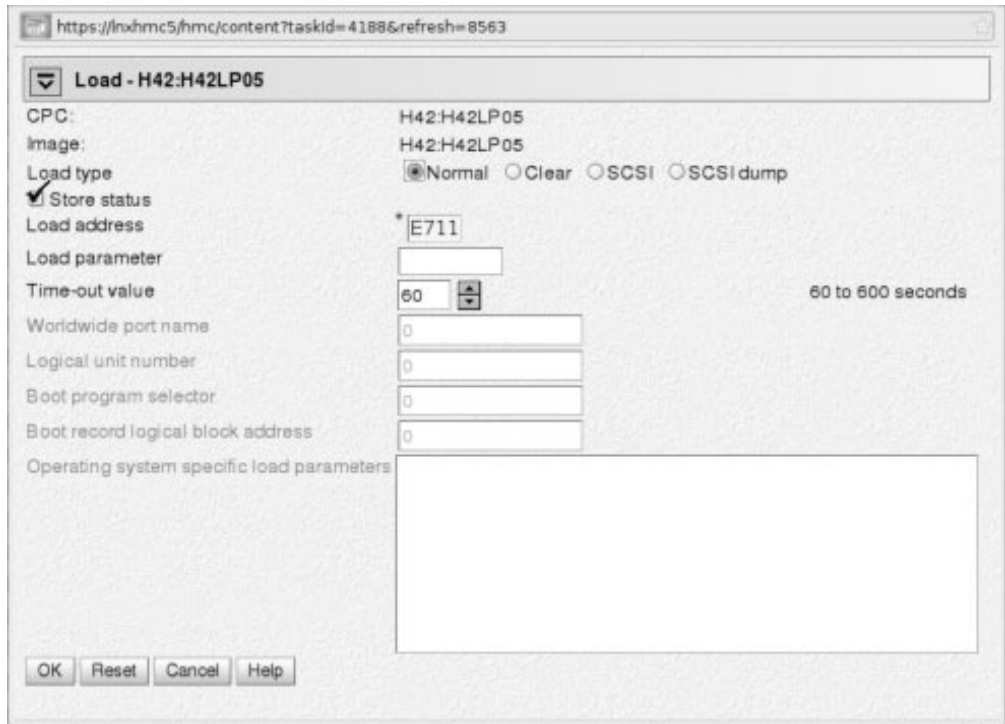 https://lnxhmc5/hmc/content?taskId=4188&refresh=8563
Load - H42:H42LP05
CPC: H42:H42LP05
Image: H42:H42LP05
Load type Normal Clear SCSI SCSI dump
Store status
Load address * E711
Load parameter
Time-out value 60 60 to 600 seconds
Worldwide port name 0
Logical unit number 0
Boot program selector 0
Boot record logical block address 0
Operating system specific load parameters
OK Reset Cancel Help